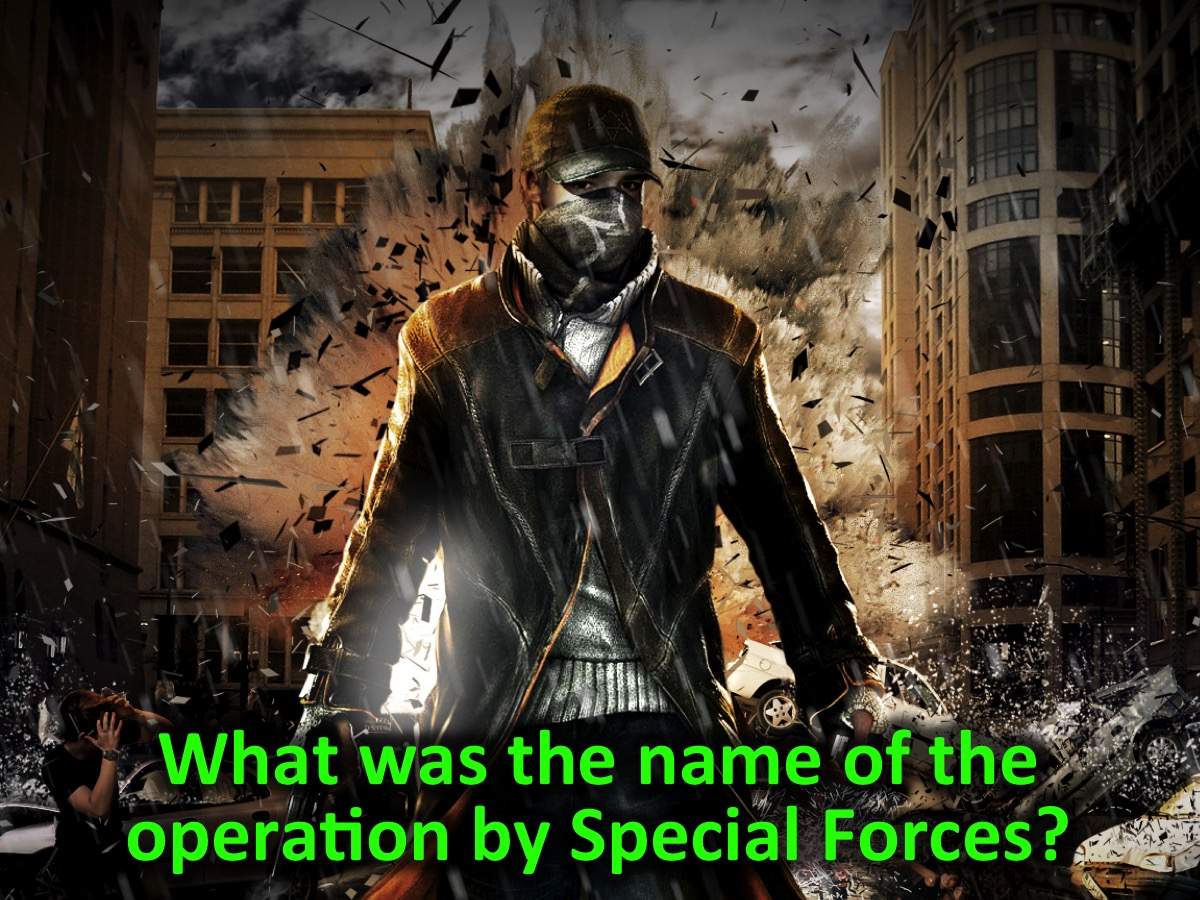 What was the name of the
operation by Special Forces?